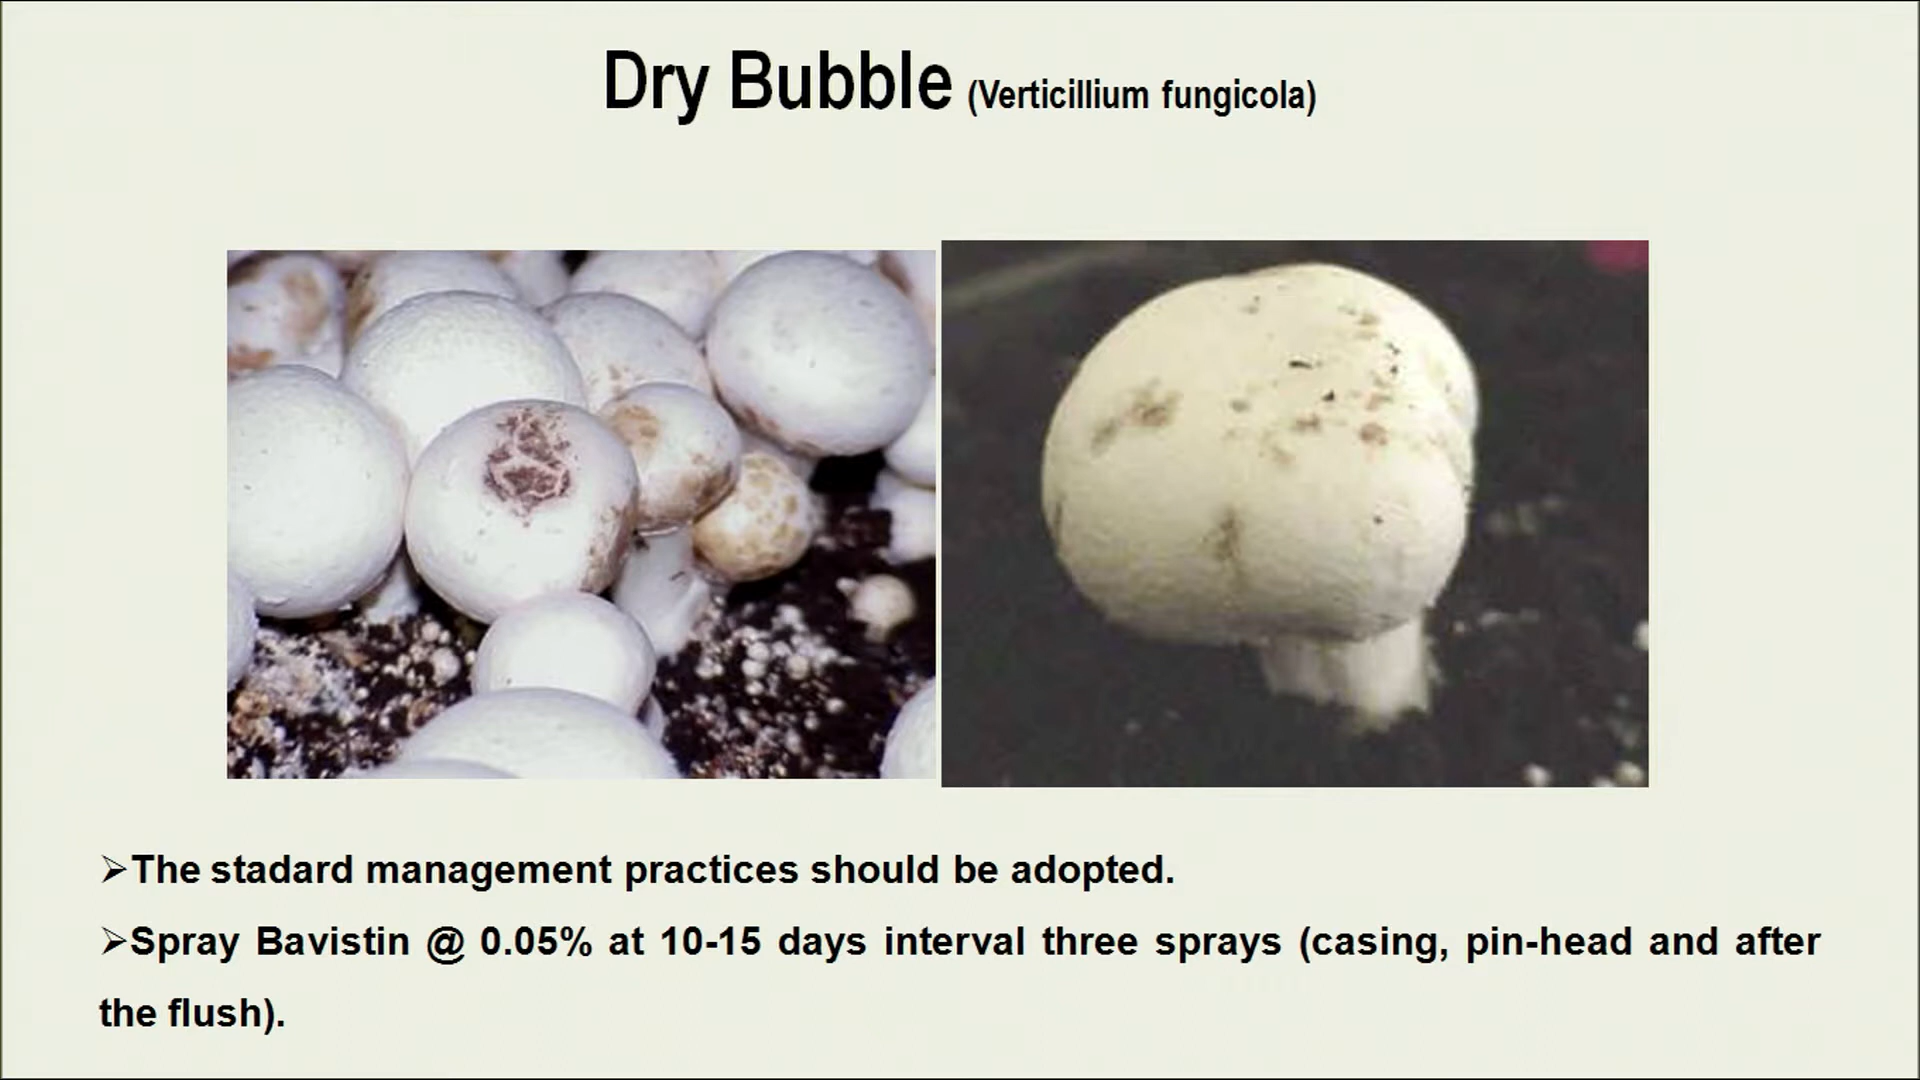 Dry Bubble (Verticillium fungicola)
➢The stadard management practices should be adopted.
➢Spray Bavistin @ 0.05% at 10-15 days interval three sprays (casing, pin-head and after
the flush).